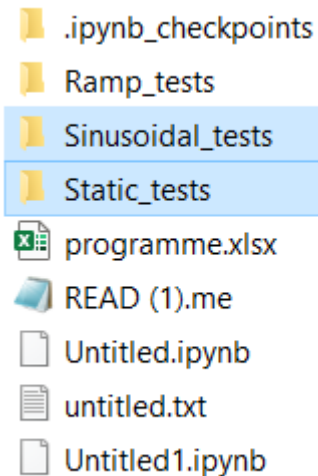 .ipynb_checkpoints
Ramp_tests
Sinusoidal_tests
Static_tests
programme.xlsx
READ (1).me
Untitled.ipynb
untitled.txt
Untitled1.ipynb